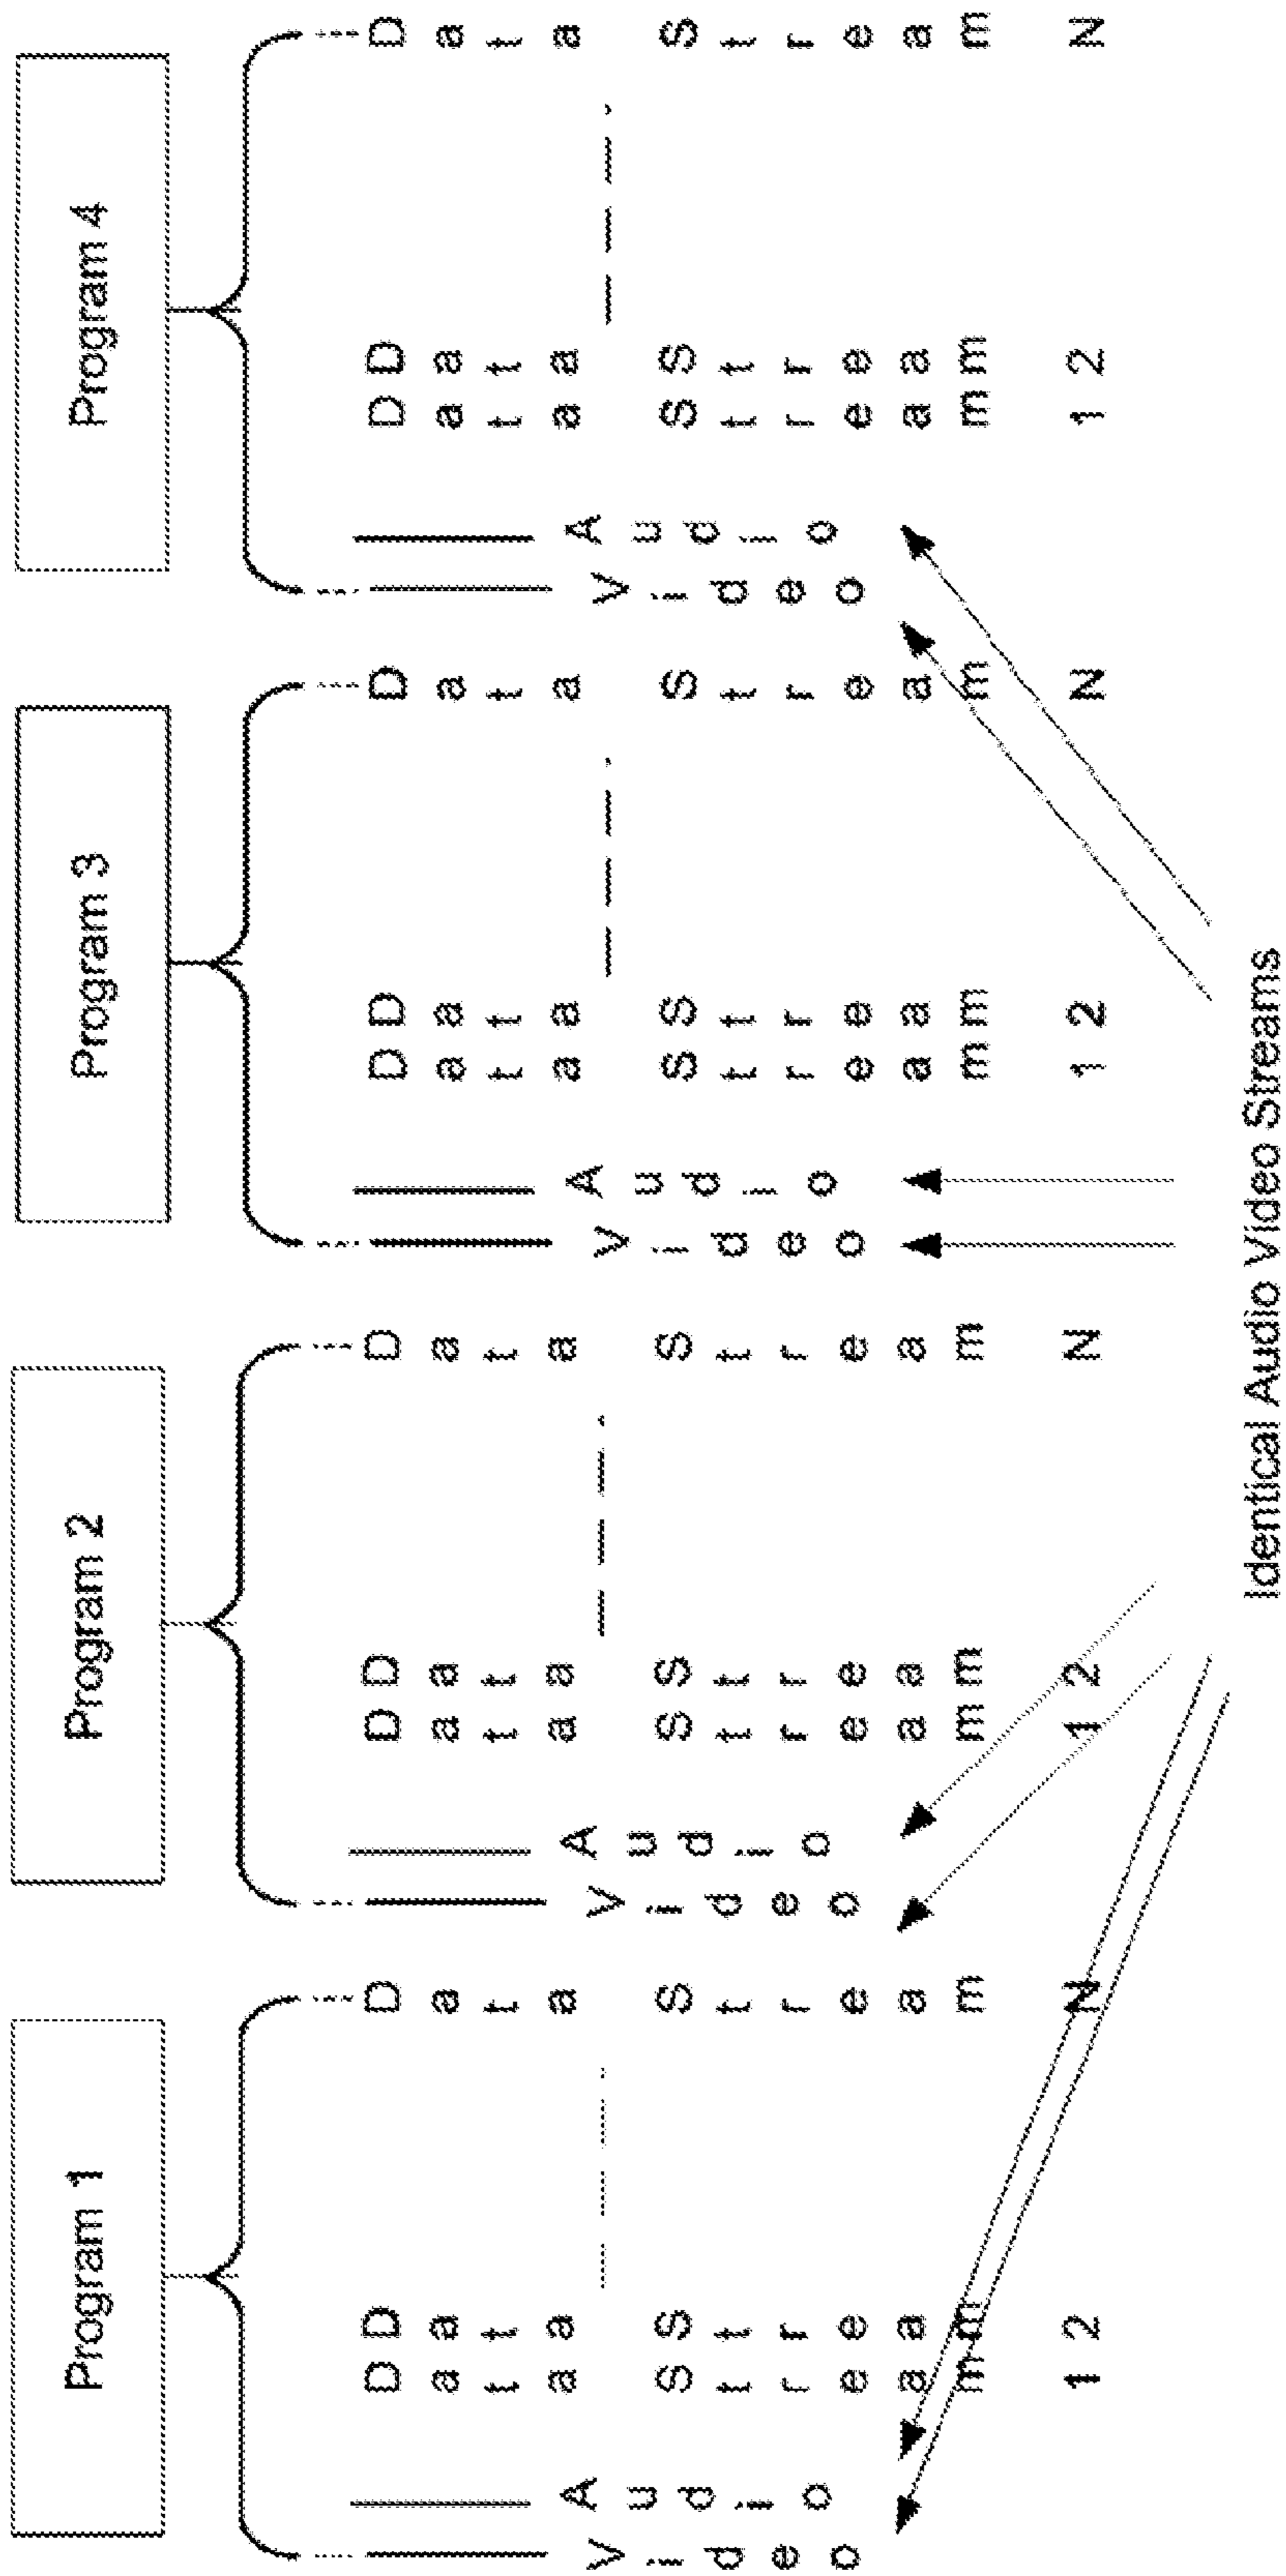 Program 1
Program 2
Program 3
Program 4
Video
Audio
Data Stream 1
Data Stream 2
Data Stream N
Video
Audio
Data Stream 1
Data Stream 2
Data Stream N
Video
Audio
Data Stream 1
Data Stream 2
Data Stream N
Video
Audio
Data Stream 1
Data Stream 2
Data Stream N
Identical Audio Video Streams